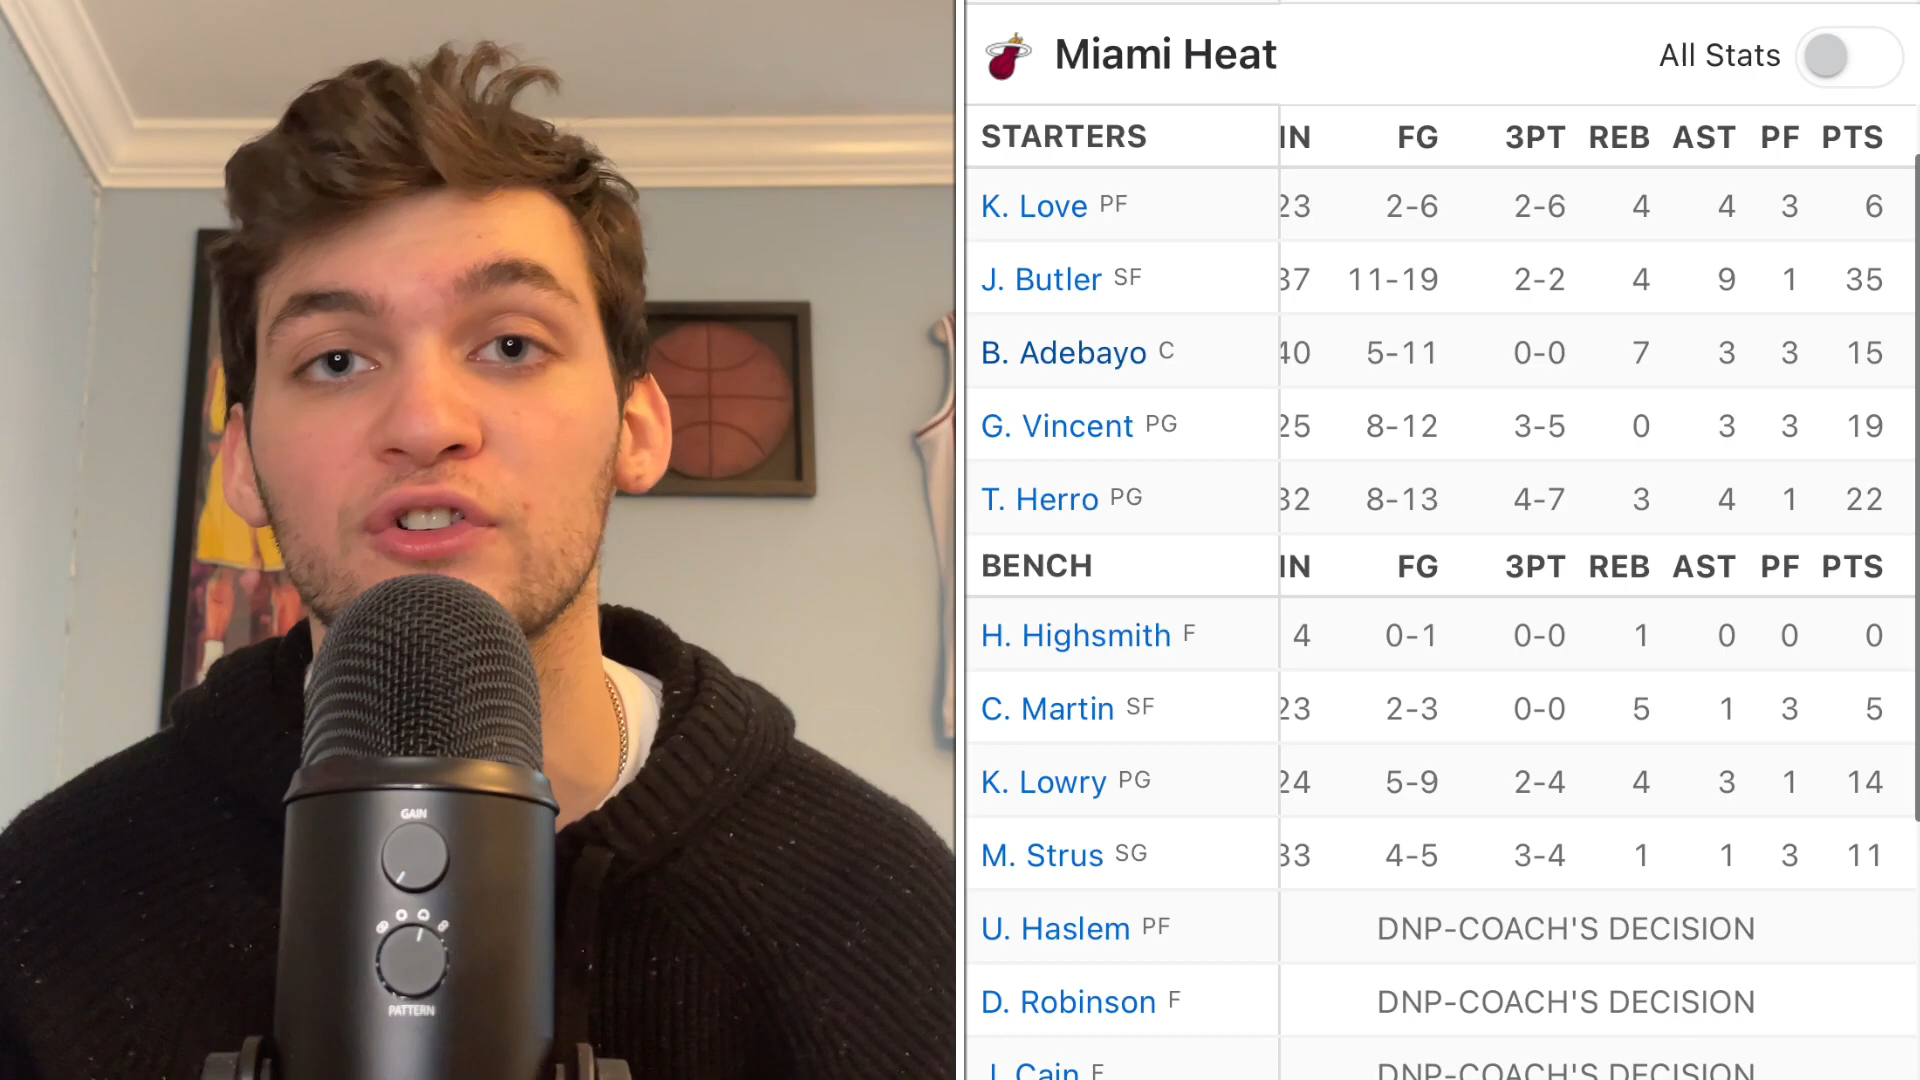 Miami Heat All Stats
STARTERS IN FG 3PT REB AST PF PTS
K. Love PF 23 2-6 2-6 4 4 3 6
J. Butler SF 37 11-19 2-2 4 9 1 35
B. Adebayo C 40 5-11 0-0 7 3 3 15
G. Vincent PG 25 8-12 3-5 0 3 3 19
T. Herro PG 32 8-13 4-7 3 4 1 22
BENCH IN FG 3PT REB AST PF PTS
H. Highsmith F 4 0-1 0-0 1 0 0 0
C. Martin SF 23 2-3 0-0 5 1 3 5
K. Lowry PG 24 5-9 2-4 4 3 1 14
M. Strus SG 33 4-5 3-4 1 1 3 11
U. Haslem PF DNP-COACH'S DECISION
D. Robinson F DNP-COACH'S DECISION
J. Cain F DNP-COACH'S DECISION
GAIN
PATTERN